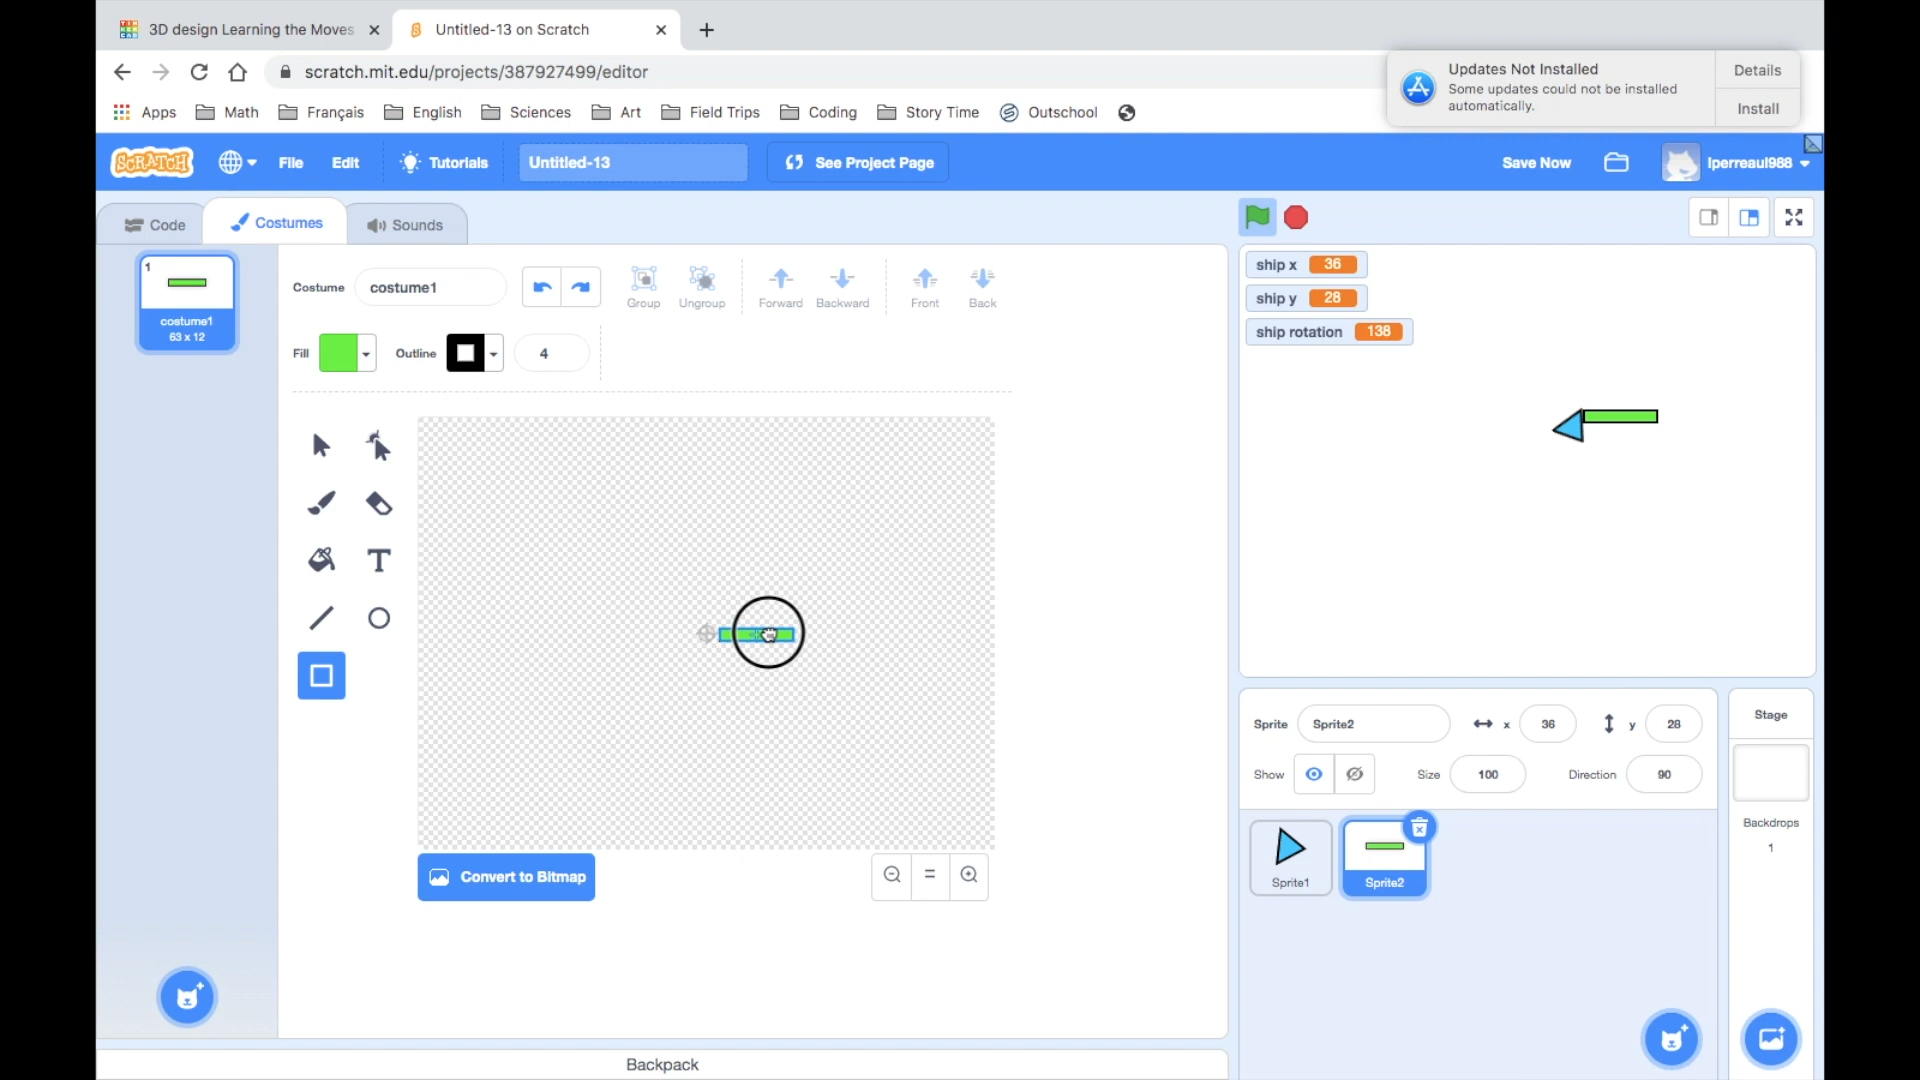 3D design Learning the Moves
Untitled-13 on Scratch
scratch.mit.edu/projects/387927499/editor
Updates Not Installed
Some updates could not be installed
automatically.
Details
Install
Apps
Math
Français
English
Sciences
Art
Field Trips
Coding
Story Time
Outschool
SCRATCH
File
Edit
Tutorials
Untitled-13
See Project Page
Save Now
lperreaul988
Code
Costumes
Sounds
1
costume1
63 x 12
Costume
costume1
Group
Ungroup
Forward
Backward
Front
Back
Fill
Outline
4
T
Convert to Bitmap
Backpack
ship x 36
ship y 28
ship rotation 138
Sprite
Sprite2
x
36
y
28
Show
Size
100
Direction
90
Sprite1
Sprite2
Stage
Backdrops
1